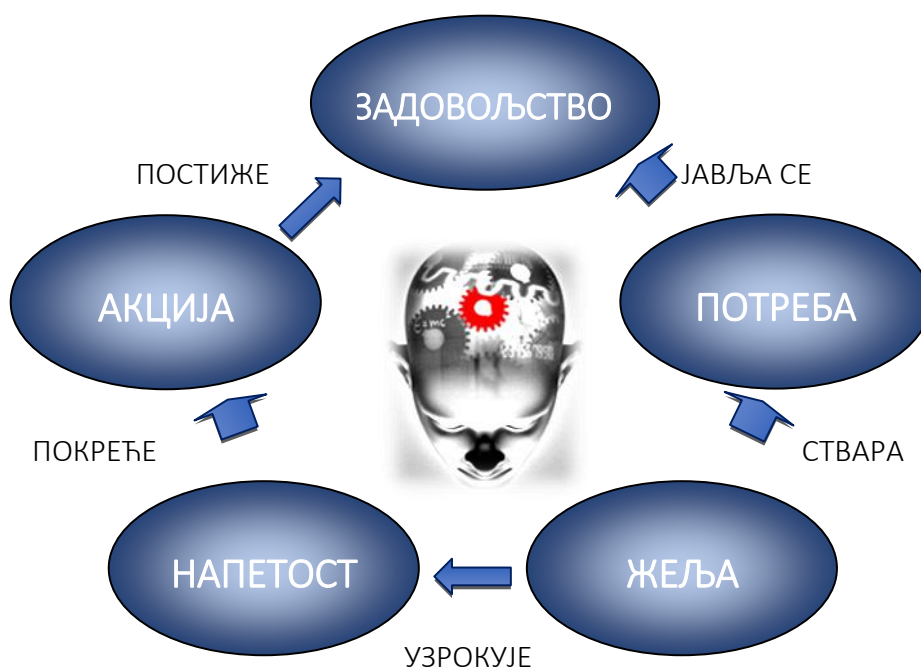 ЗАДОВОЉСТВО
ПОСТИЖЕ
ЈАВЉА СЕ
АКЦИЈА
ПОТРЕБА
ПОКРЕЋЕ
СТВАРА
НАПЕТОСТ
ЖЕЉА
УЗРОКУЈЕ